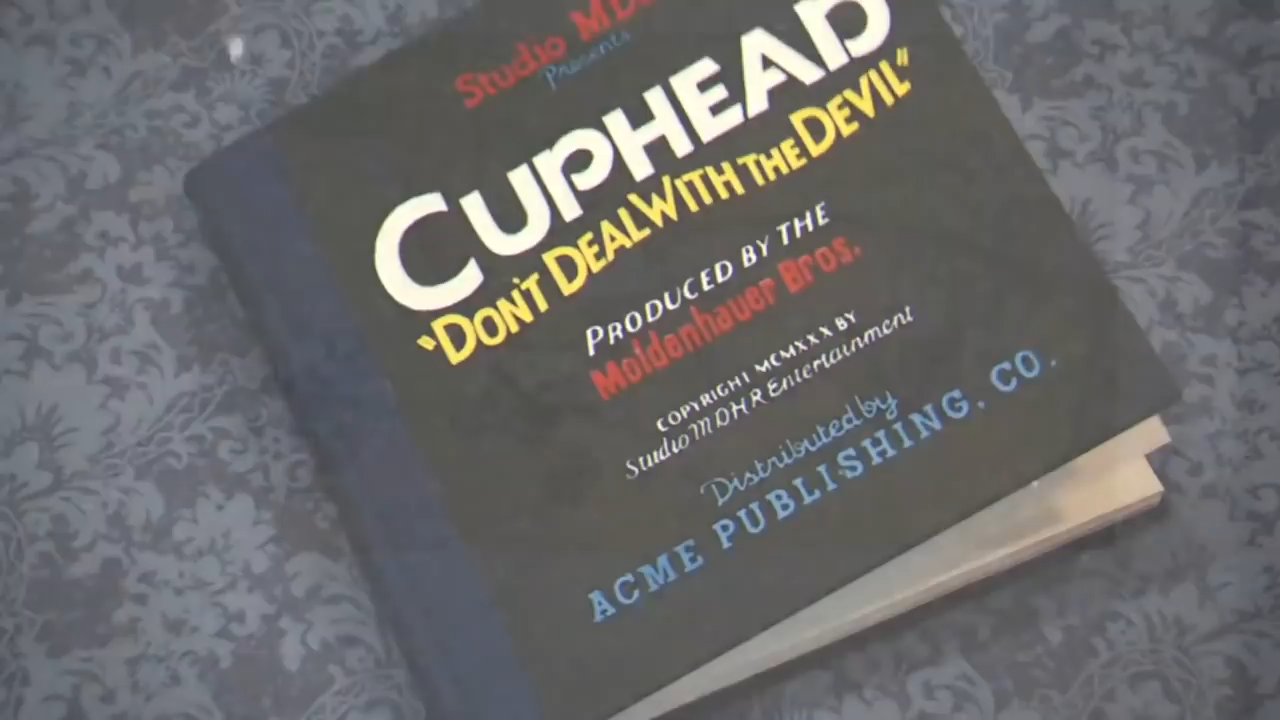 Studio MD
Presents
CUPHEAD
"DON'T DEAL WITH THE DEVIL"
PRODUCED BY THE
Moldenhauer Bros.
COPYRIGHT MCMXXX BY
Studio MDHR Entertainment
Distributed by
ACME PUBLISHING. CO.